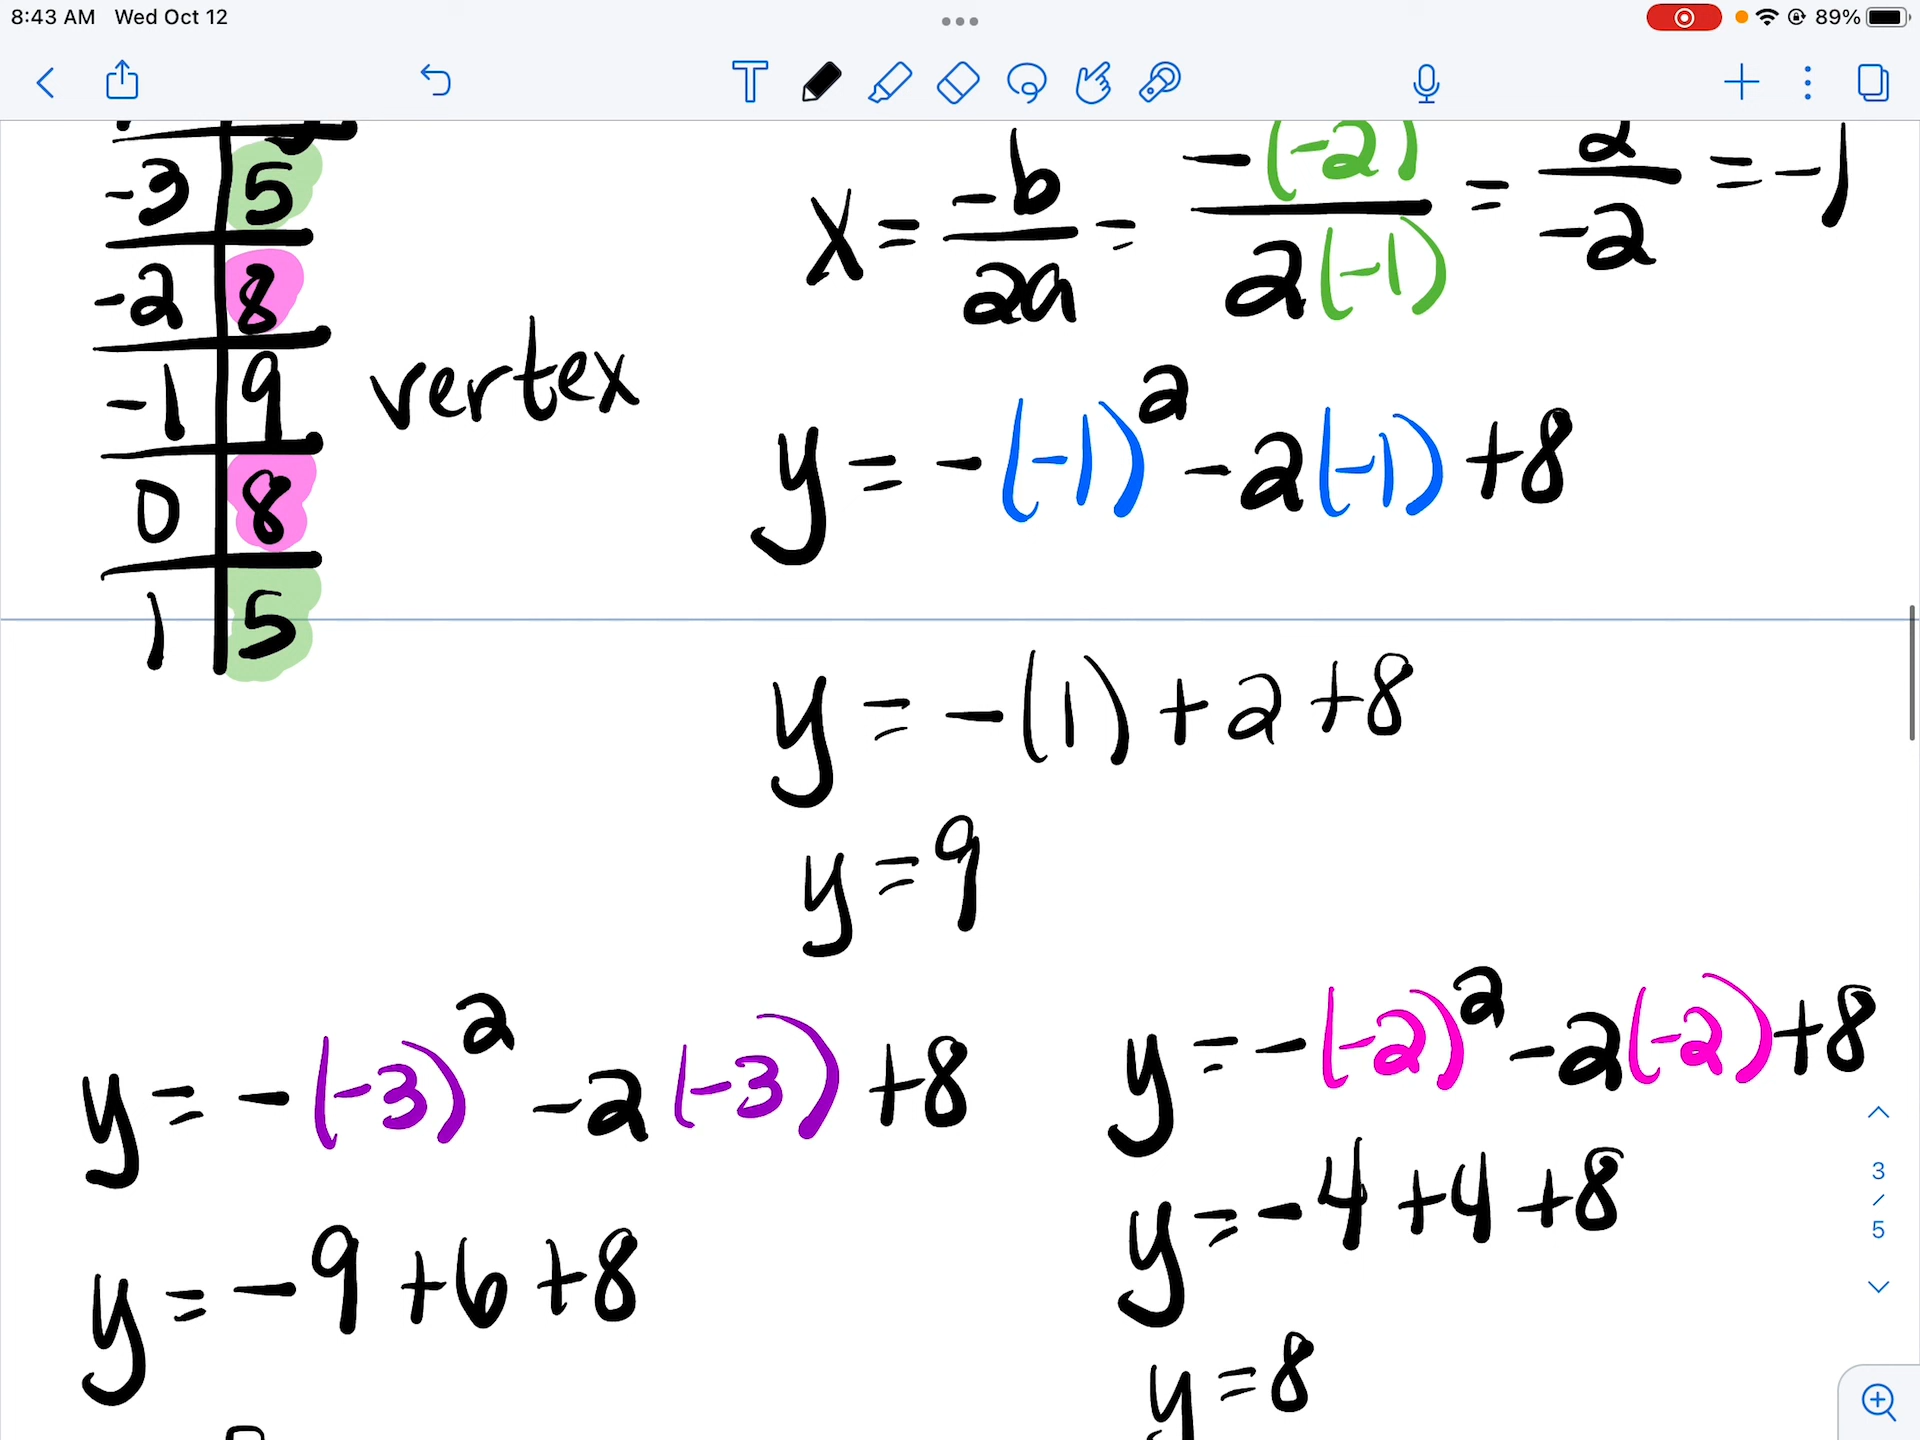 8:43 AM Wed Oct 12
89%
-3 | 5
-2 | 8
-1 | 9 vertex
0 | 8
1 | 5
x = -b/2a = -(-2)/2(-1) = 2/-2 = -1
y = -(-1)² -2(-1) +8
y = -(1) +2 +8
y = 9
y = -(-3)² -2(-3) +8
y = -9 +6 +8
y = -(-2)² -2(-2) +8
y = -4 +4 +8
y = 8
3
/
5